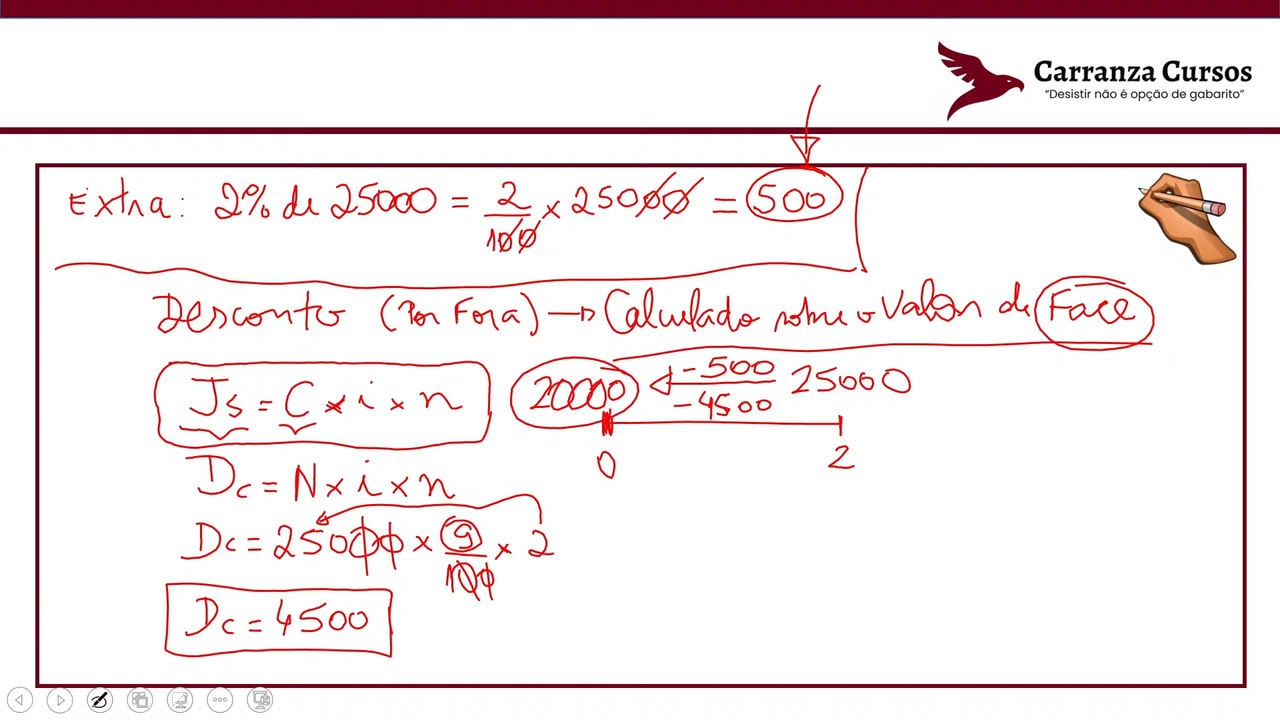 Carranza Cursos
“Desistir não é opção de gabarito”
Extra: 2% de 25000 = 2/100 × 25000 = 500
Desconto (Por Fora) → Calculado sobre o Valor de Face
Js = C × i × n
20000 -500 25000
-4500
0 2
Dc = N × i × n
Dc = 25000 × 9/100 × 2
Dc = 4500